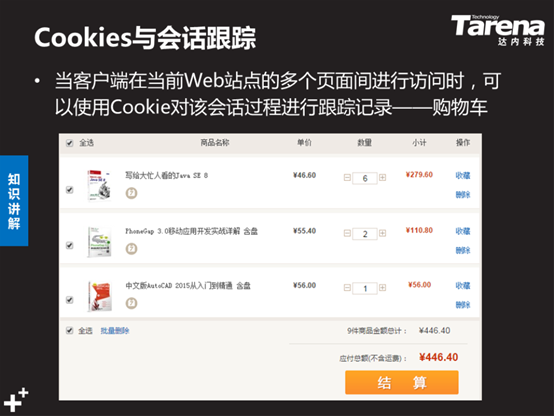 Cookies与会话跟踪
Technology
Tarena
达内科技
• 当客户端在当前Web站点的多个页面间进行访问时，可
以使用Cookie对该会话过程进行跟踪记录——购物车
知识讲解
全选 商品名称 单价 数量 小计 操作
写给大忙人看的Java SE 8 ¥46.60 6 ¥279.60 收藏
删除
PhoneGap 3.0移动应用开发实战详解 含盘 ¥55.40 2 ¥110.80 收藏
删除
中文版AutoCAD 2015从入门到精通 含盘 ¥56.00 1 ¥56.00 收藏
删除
全选 批量删除 9件商品金额总计： ¥446.40
应付总额(不含运费)： ¥446.40
结 算